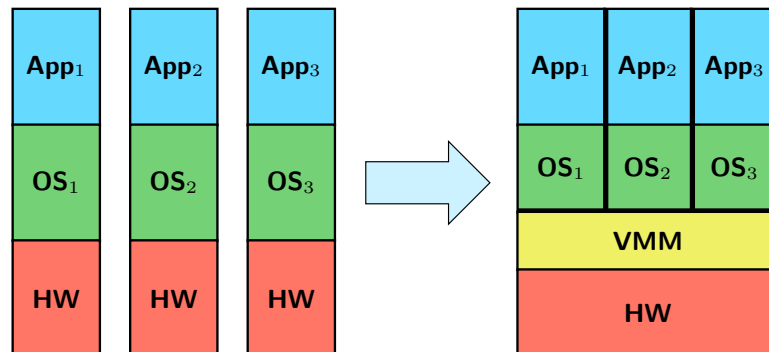 App₁ App₂ App₃ App₁ App₂ App₃
OS₁ OS₂ OS₃ OS₁ OS₂ OS₃
VMM
HW HW HW HW